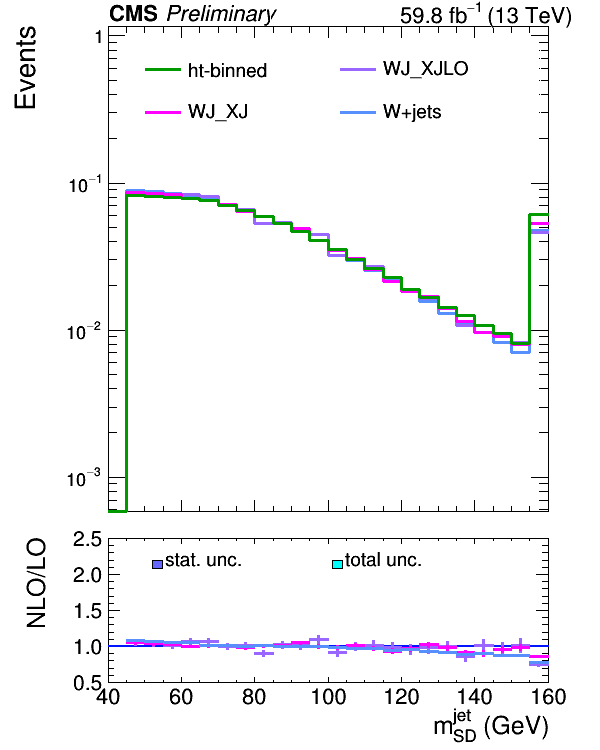 CMS Preliminary 59.8 fb⁻¹ (13 TeV)
Events
1
10⁻¹
10⁻²
10⁻³
ht-binned WJ_XJLO
WJ_XJ W+jets
NLO/LO
2.5
2.0
1.5
1.0
0.5
stat. unc. total unc.
40 60 80 100 120 140 160
m_SD^jet (GeV)